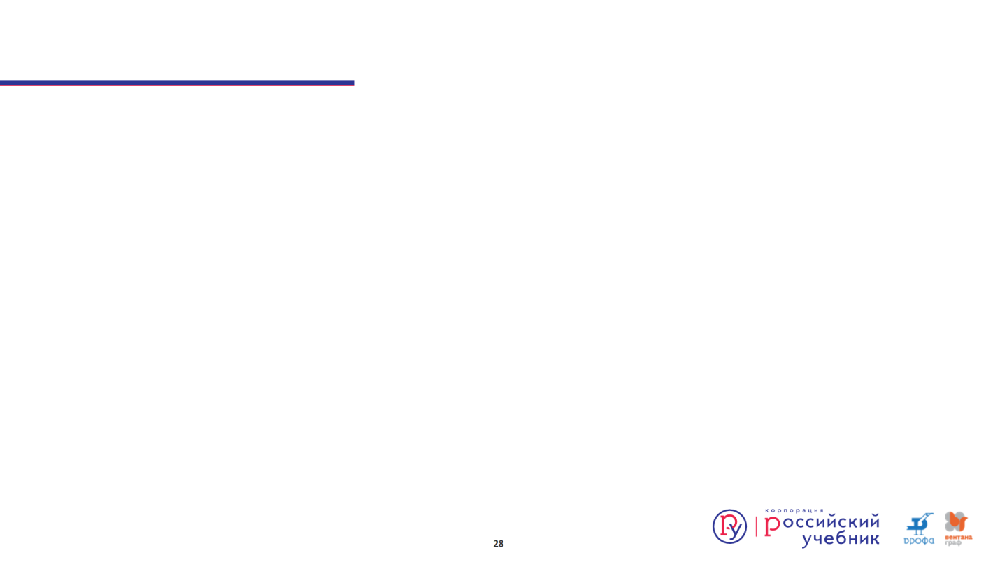 28
корпорация
российский
учебник
дрофа
вентана
граф